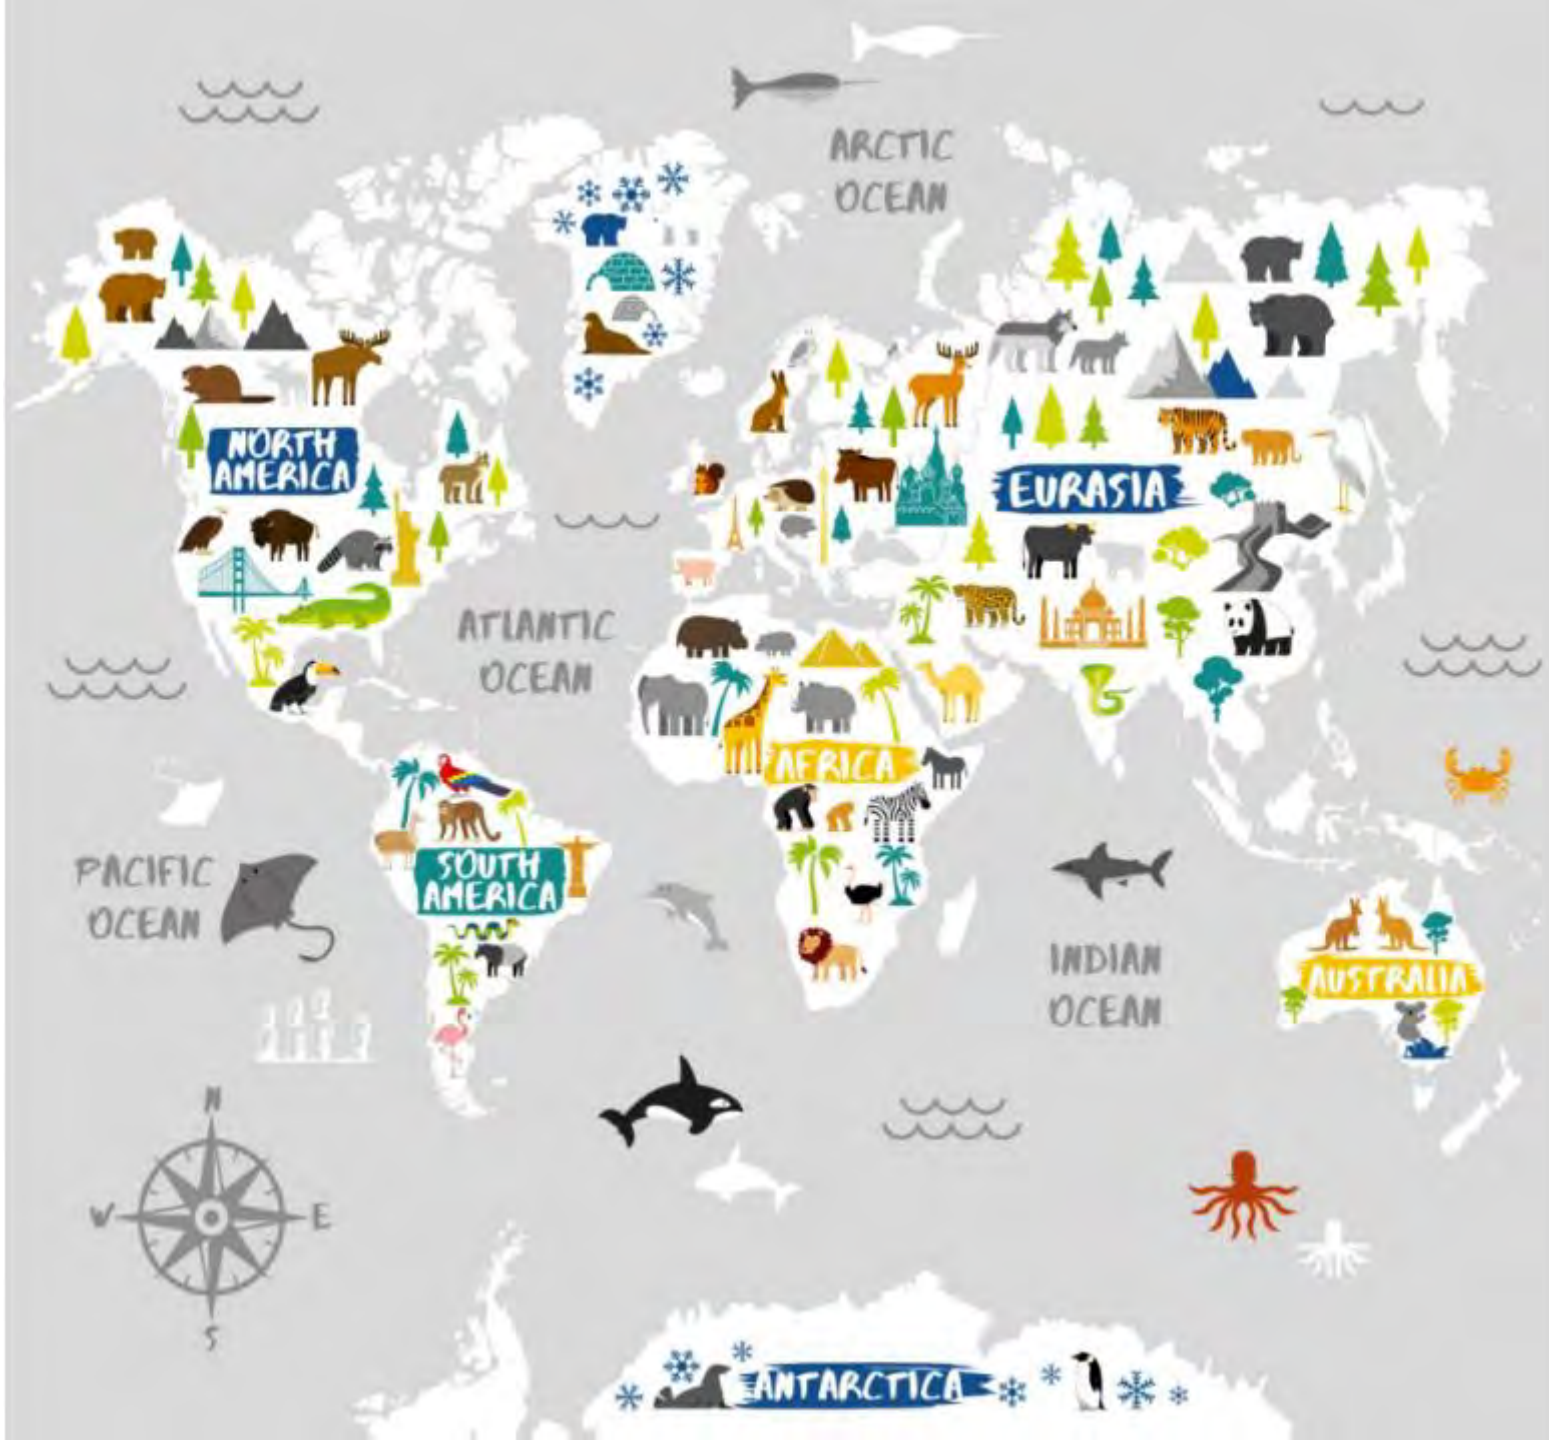 ARCTIC
OCEAN
NORTH
AMERICA
EURASIA
ATLANTIC
OCEAN
AFRICA
PACIFIC
OCEAN
SOUTH
AMERICA
INDIAN
OCEAN
AUSTRALIA
N
W
E
S
ANTARCTICA